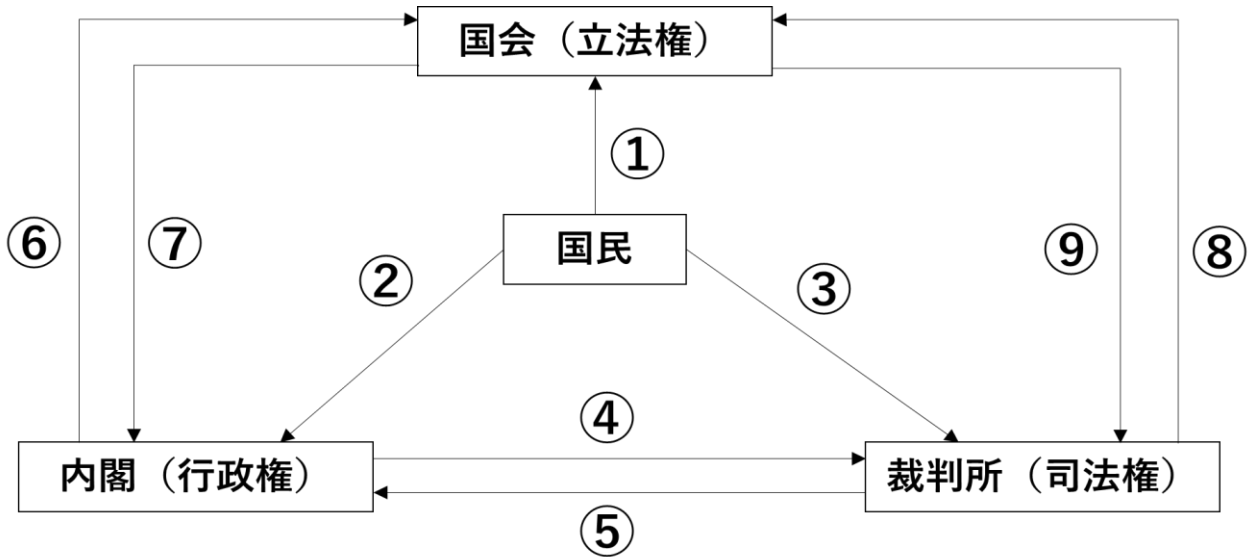 国会（立法権）
①
国民
⑥
⑦
②
③
⑨
⑧
④
内閣（行政権）
裁判所（司法権）
⑤